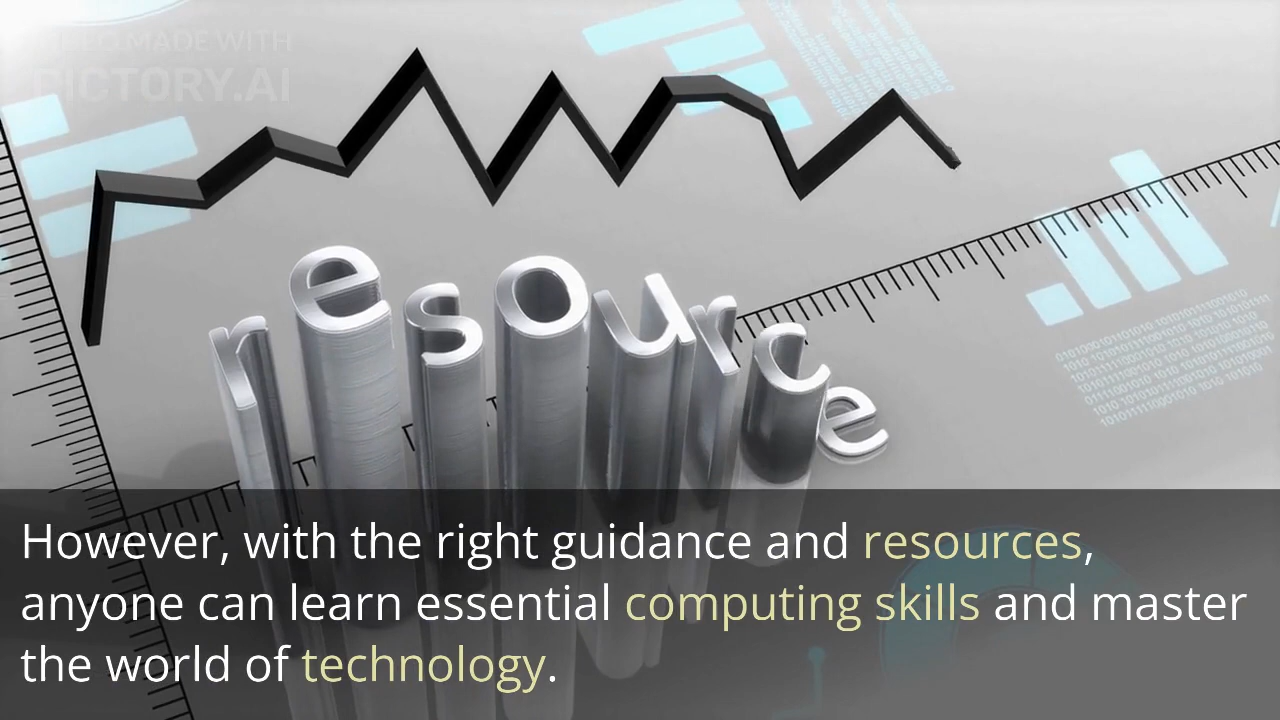 MADE WITH
PICTORY.AI
resource
However, with the right guidance and resources,
anyone can learn essential computing skills and master
the world of technology.